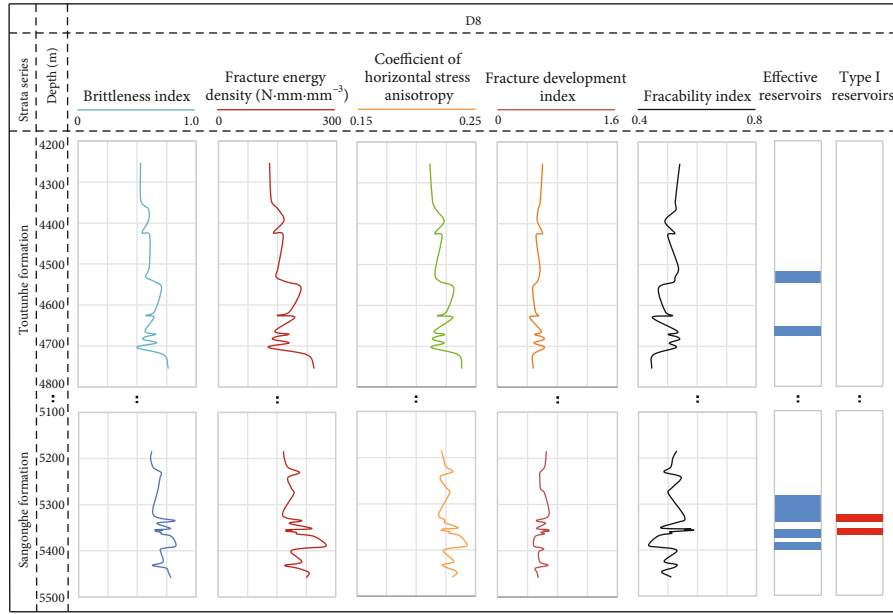 D8
Strata series
Depth (m)
Brittleness index
0 1.0
Fracture energy
density (N·mm·mm⁻³)
0 300
Coefficient of
horizontal stress
anisotropy
0.15 0.25
Fracture development
index
0 1.6
Fracability index
0.4 0.8
Effective
reservoirs
Type I
reservoirs
Toutunhe formation
4200
4300
4400
4500
4600
4700
4800
Sangonghe formation
5100
5200
5300
5400
5500